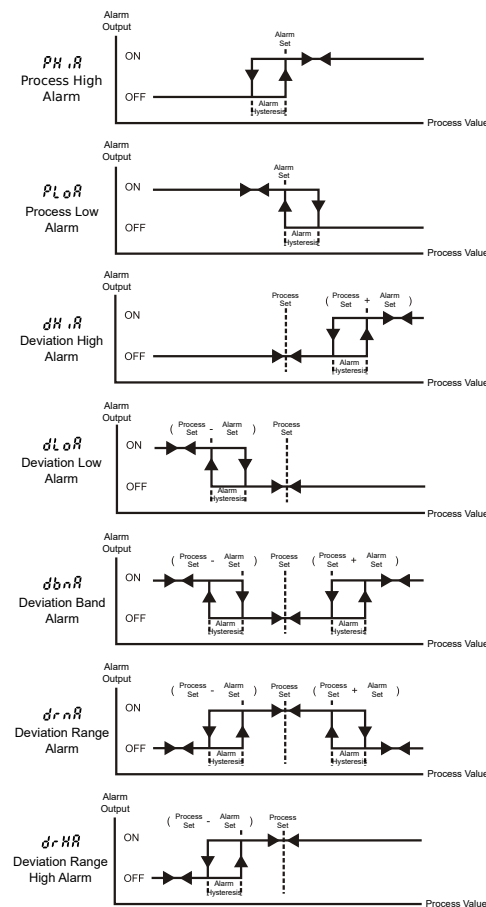 Alarm
Output
Alarm
Set
ON
PHiA
Process High
Alarm
OFF
Alarm
Hysteresis
Process Value
Alarm
Output
Alarm
Set
ON
PLoA
Process Low
Alarm
OFF
Alarm
Hysteresis
Process Value
Alarm
Output
Process
Set
( Process Set + Alarm Set )
ON
dHiA
Deviation High
Alarm
OFF
Alarm
Hysteresis
Process Value
Alarm
Output
( Process Set - Alarm Set )
Process
Set
ON
dLoA
Deviation Low
Alarm
OFF
Alarm
Hysteresis
Process Value
Alarm
Output
( Process Set - Alarm Set )
Process
Set
( Process Set + Alarm Set )
ON
dbnA
Deviation Band
Alarm
OFF
Alarm
Hysteresis
Alarm
Hysteresis
Process Value
Alarm
Output
( Process Set - Alarm Set )
Process
Set
( Process Set + Alarm Set )
ON
drnA
Deviation Range
Alarm
OFF
Alarm
Hysteresis
Alarm
Hysteresis
Process Value
Alarm
Output
( Process Set - Alarm Set )
Process
Set
ON
drHA
Deviation Range
High Alarm
OFF
Alarm
Hysteresis
Process Value